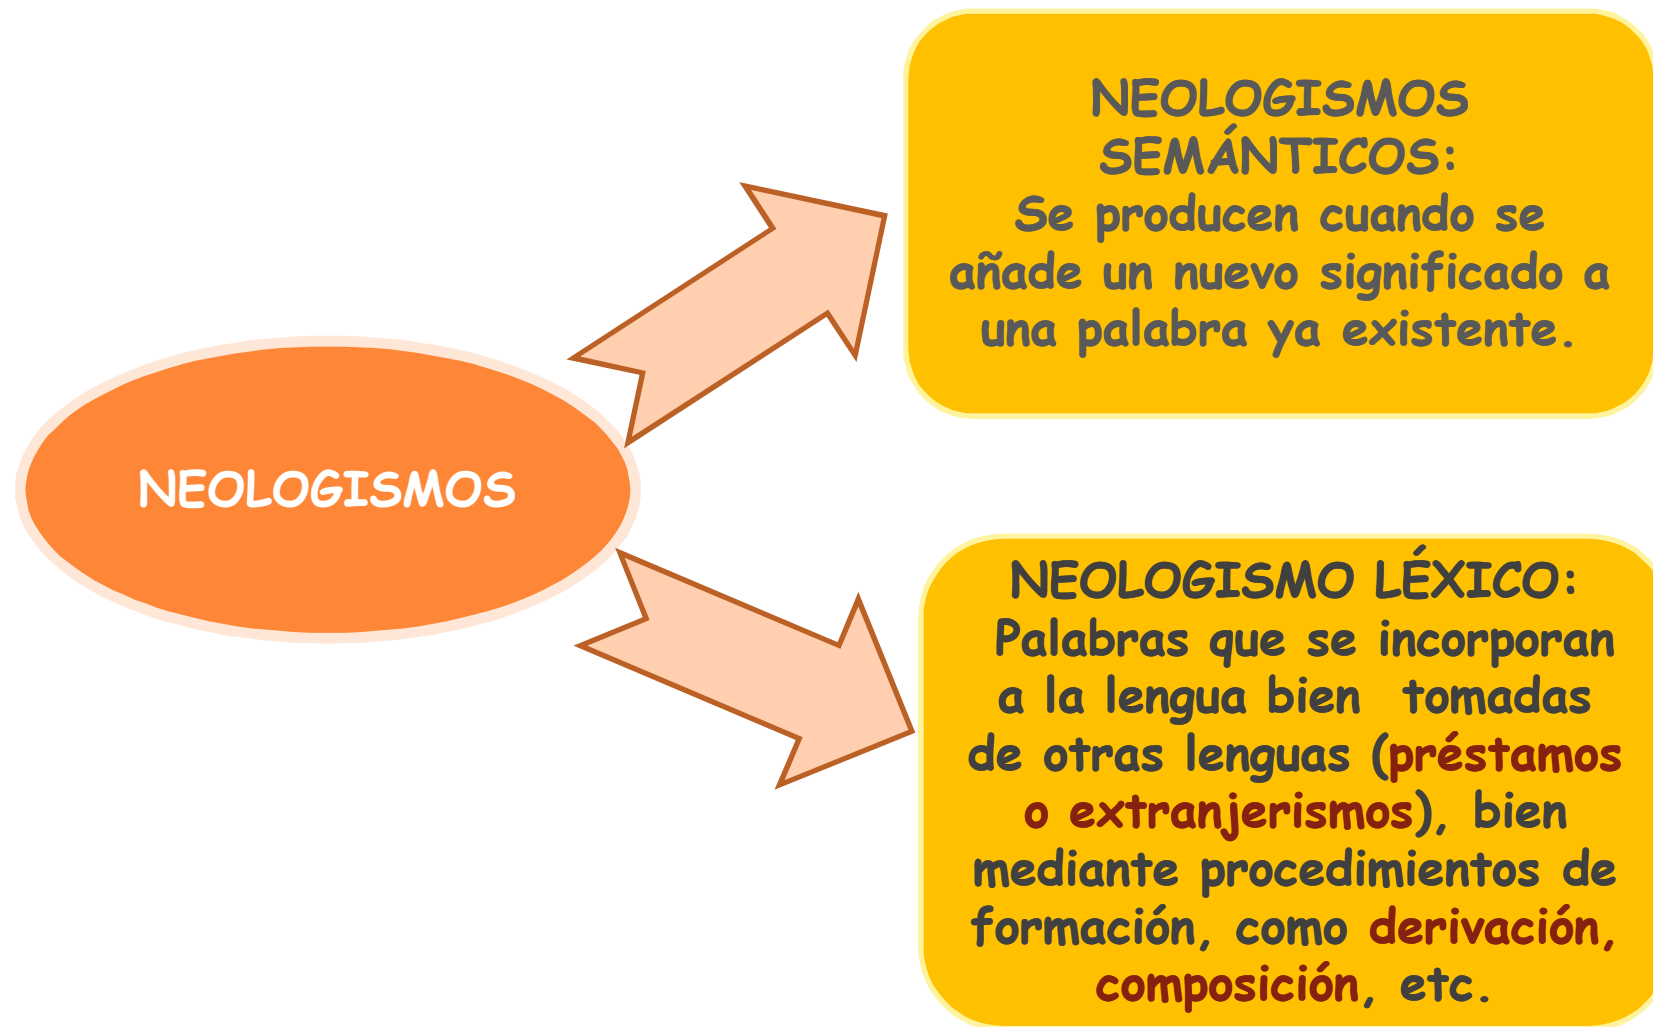 NEOLOGISMOS
NEOLOGISMOS
SEMÁNTICOS:
Se producen cuando se
añade un nuevo significado a
una palabra ya existente.
NEOLOGISMO LÉXICO:
Palabras que se incorporan
a la lengua bien tomadas
de otras lenguas (préstamos
o extranjerismos), bien
mediante procedimientos de
formación, como derivación,
composición, etc.